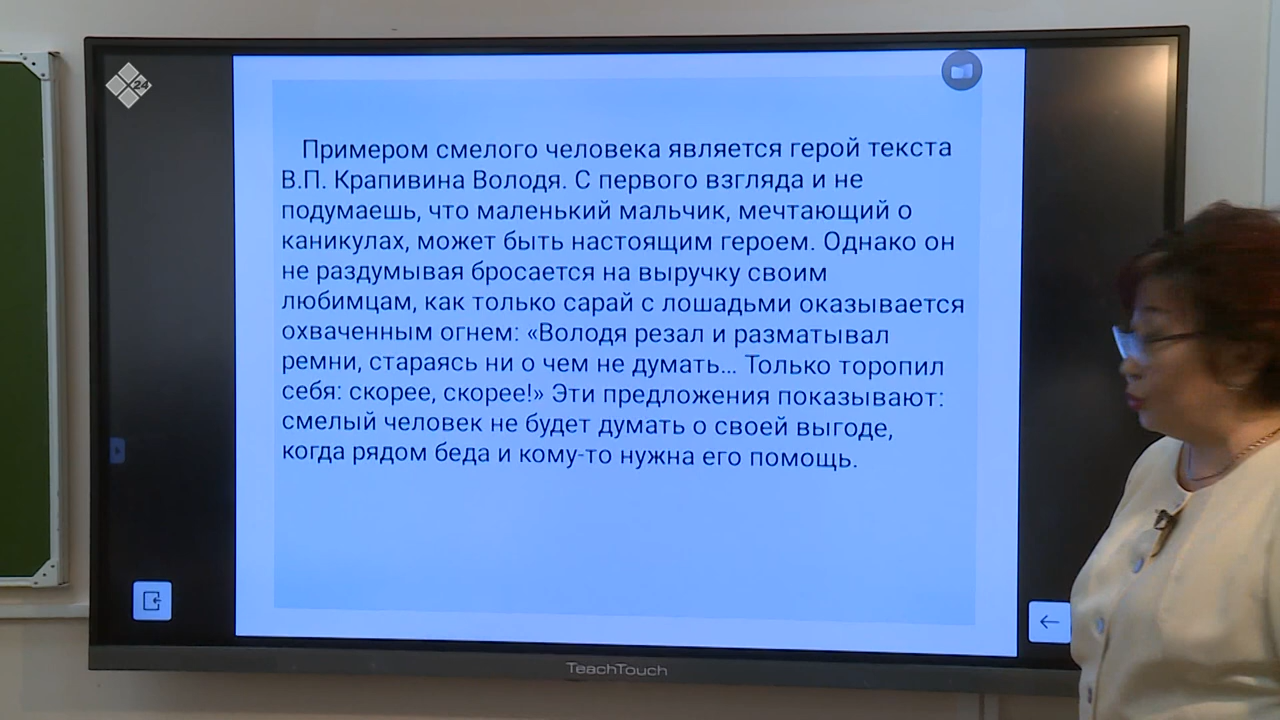 24
Примером смелого человека является герой текста
В.П. Крапивина Володя. С первого взгляда и не
подумаешь, что маленький мальчик, мечтающий о
каникулах, может быть настоящим героем. Однако он
не раздумывая бросается на выручку своим
любимцам, как только сарай с лошадьми оказывается
охваченным огнем: «Володя резал и разматывал
ремни, стараясь ни о чем не думать... Только торопил
себя: скорее, скорее!» Эти предложения показывают:
смелый человек не будет думать о своей выгоде,
когда рядом беда и кому-то нужна его помощь.
TeachTouch